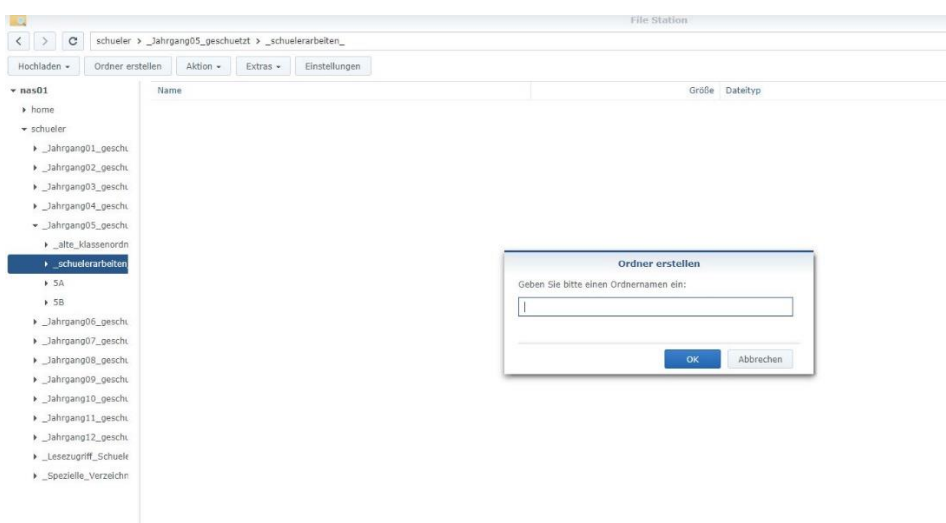 File Station
schueler > _Jahrgang05_geschuetzt > _schuelerarbeiten_
Hochladen Ordner erstellen Aktion Extras Einstellungen
nas01
Name Größe Dateityp
home
schueler
_Jahrgang01_geschu
_Jahrgang02_geschu
_Jahrgang03_geschu
_Jahrgang04_geschu
_Jahrgang05_geschu
_alte_klassenordn
_schuelerarbeiten
5A
5B
_Jahrgang06_geschu
_Jahrgang07_geschu
_Jahrgang08_geschu
_Jahrgang09_geschu
_Jahrgang10_geschu
_Jahrgang11_geschu
_Jahrgang12_geschu
_Lesezugriff_Schuele
_Spezielle_Verzeichn
Ordner erstellen
Geben Sie bitte einen Ordnernamen ein:
OK Abbrechen